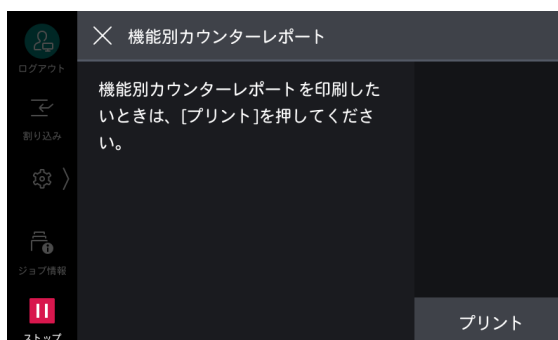 機能別カウンターレポート
ログアウト
機能別カウンターレポートを印刷した
いときは、[プリント]を押してくださ
い。
割り込み
ジョブ情報
プリント
ストップ